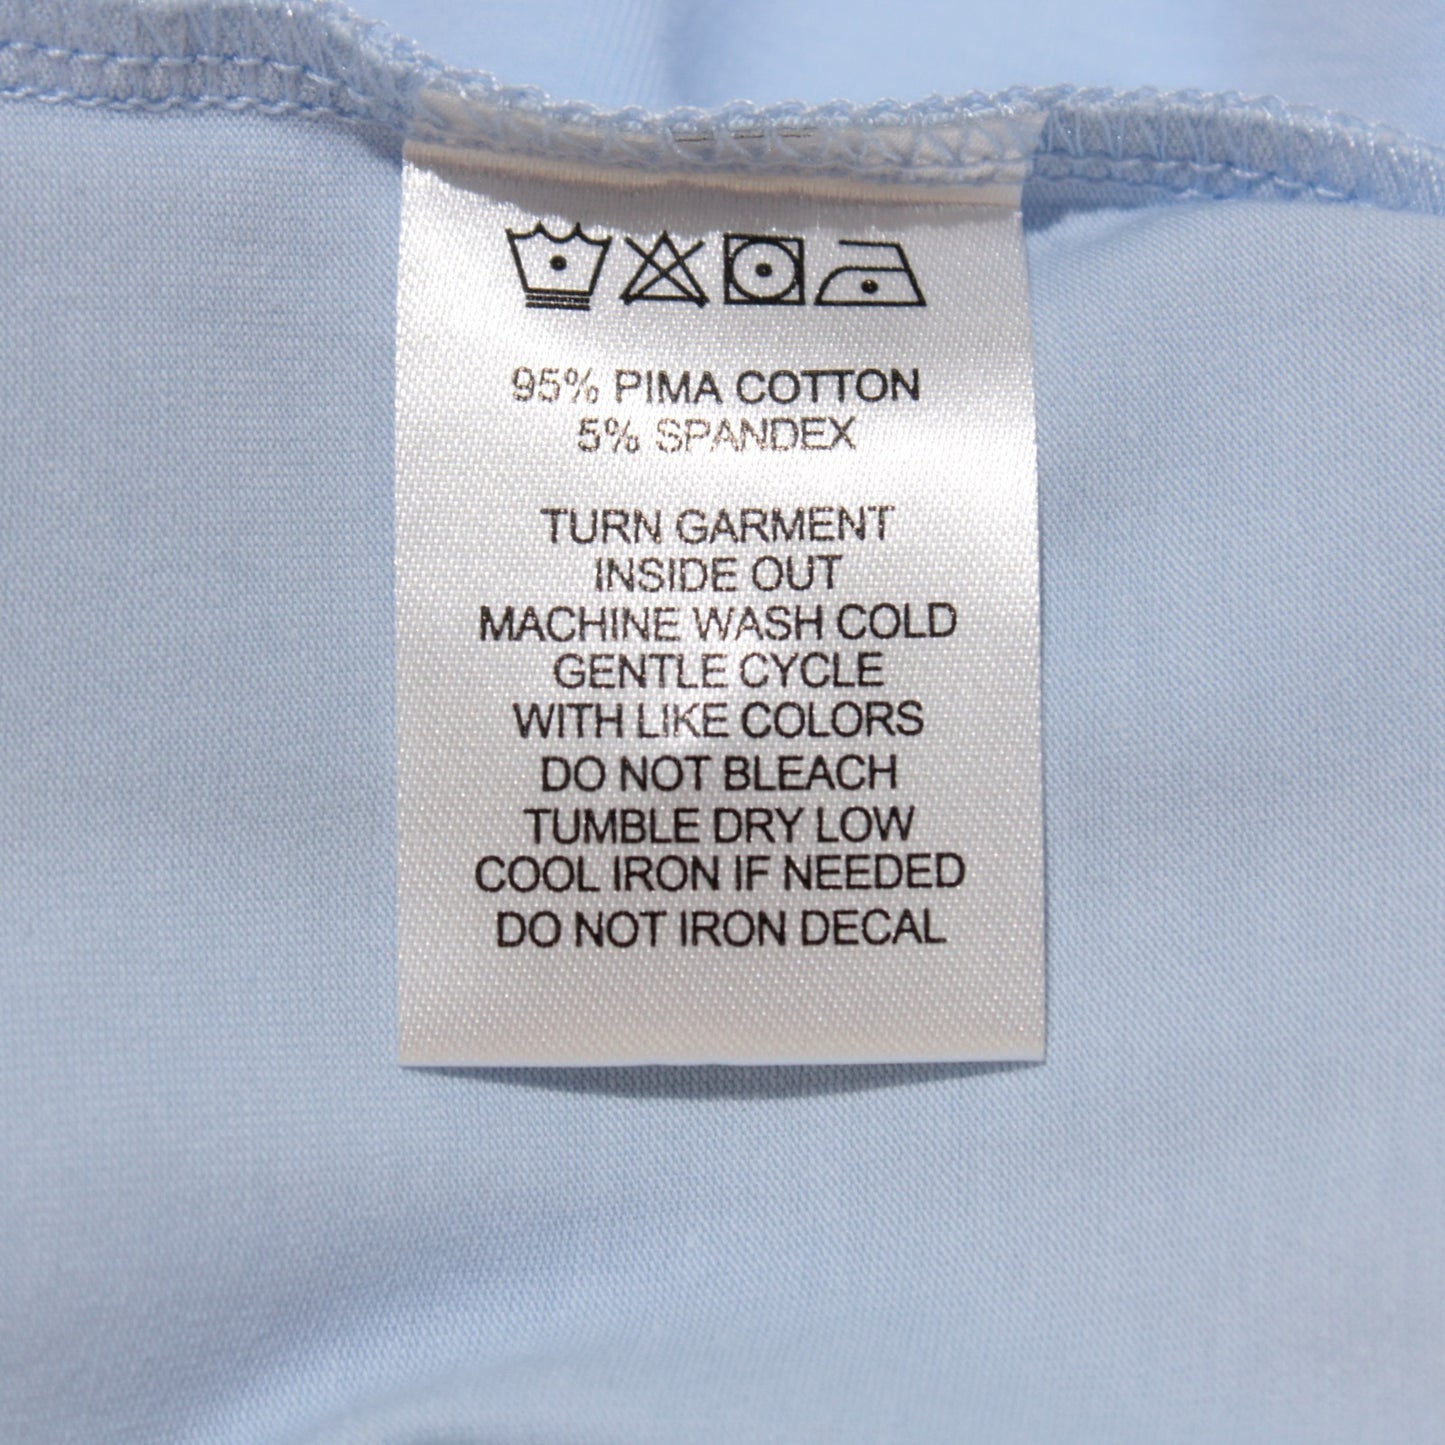 95% PIMA COTTON
5% SPANDEX
TURN GARMENT
INSIDE OUT
MACHINE WASH COLD
GENTLE CYCLE
WITH LIKE COLORS
DO NOT BLEACH
TUMBLE DRY LOW
COOL IRON IF NEEDED
DO NOT IRON DECAL